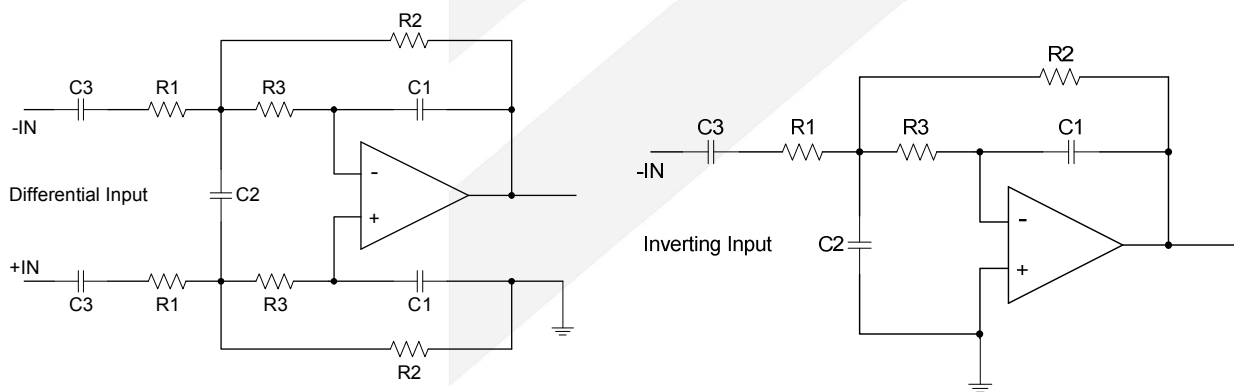 R2
C3 R1 R3 C1
-IN
-
Differential Input
C2
+
+IN
C3 R1 R3 C1
R2
R2
C3 R1 R3 C1
-IN
-
Inverting Input
C2
+